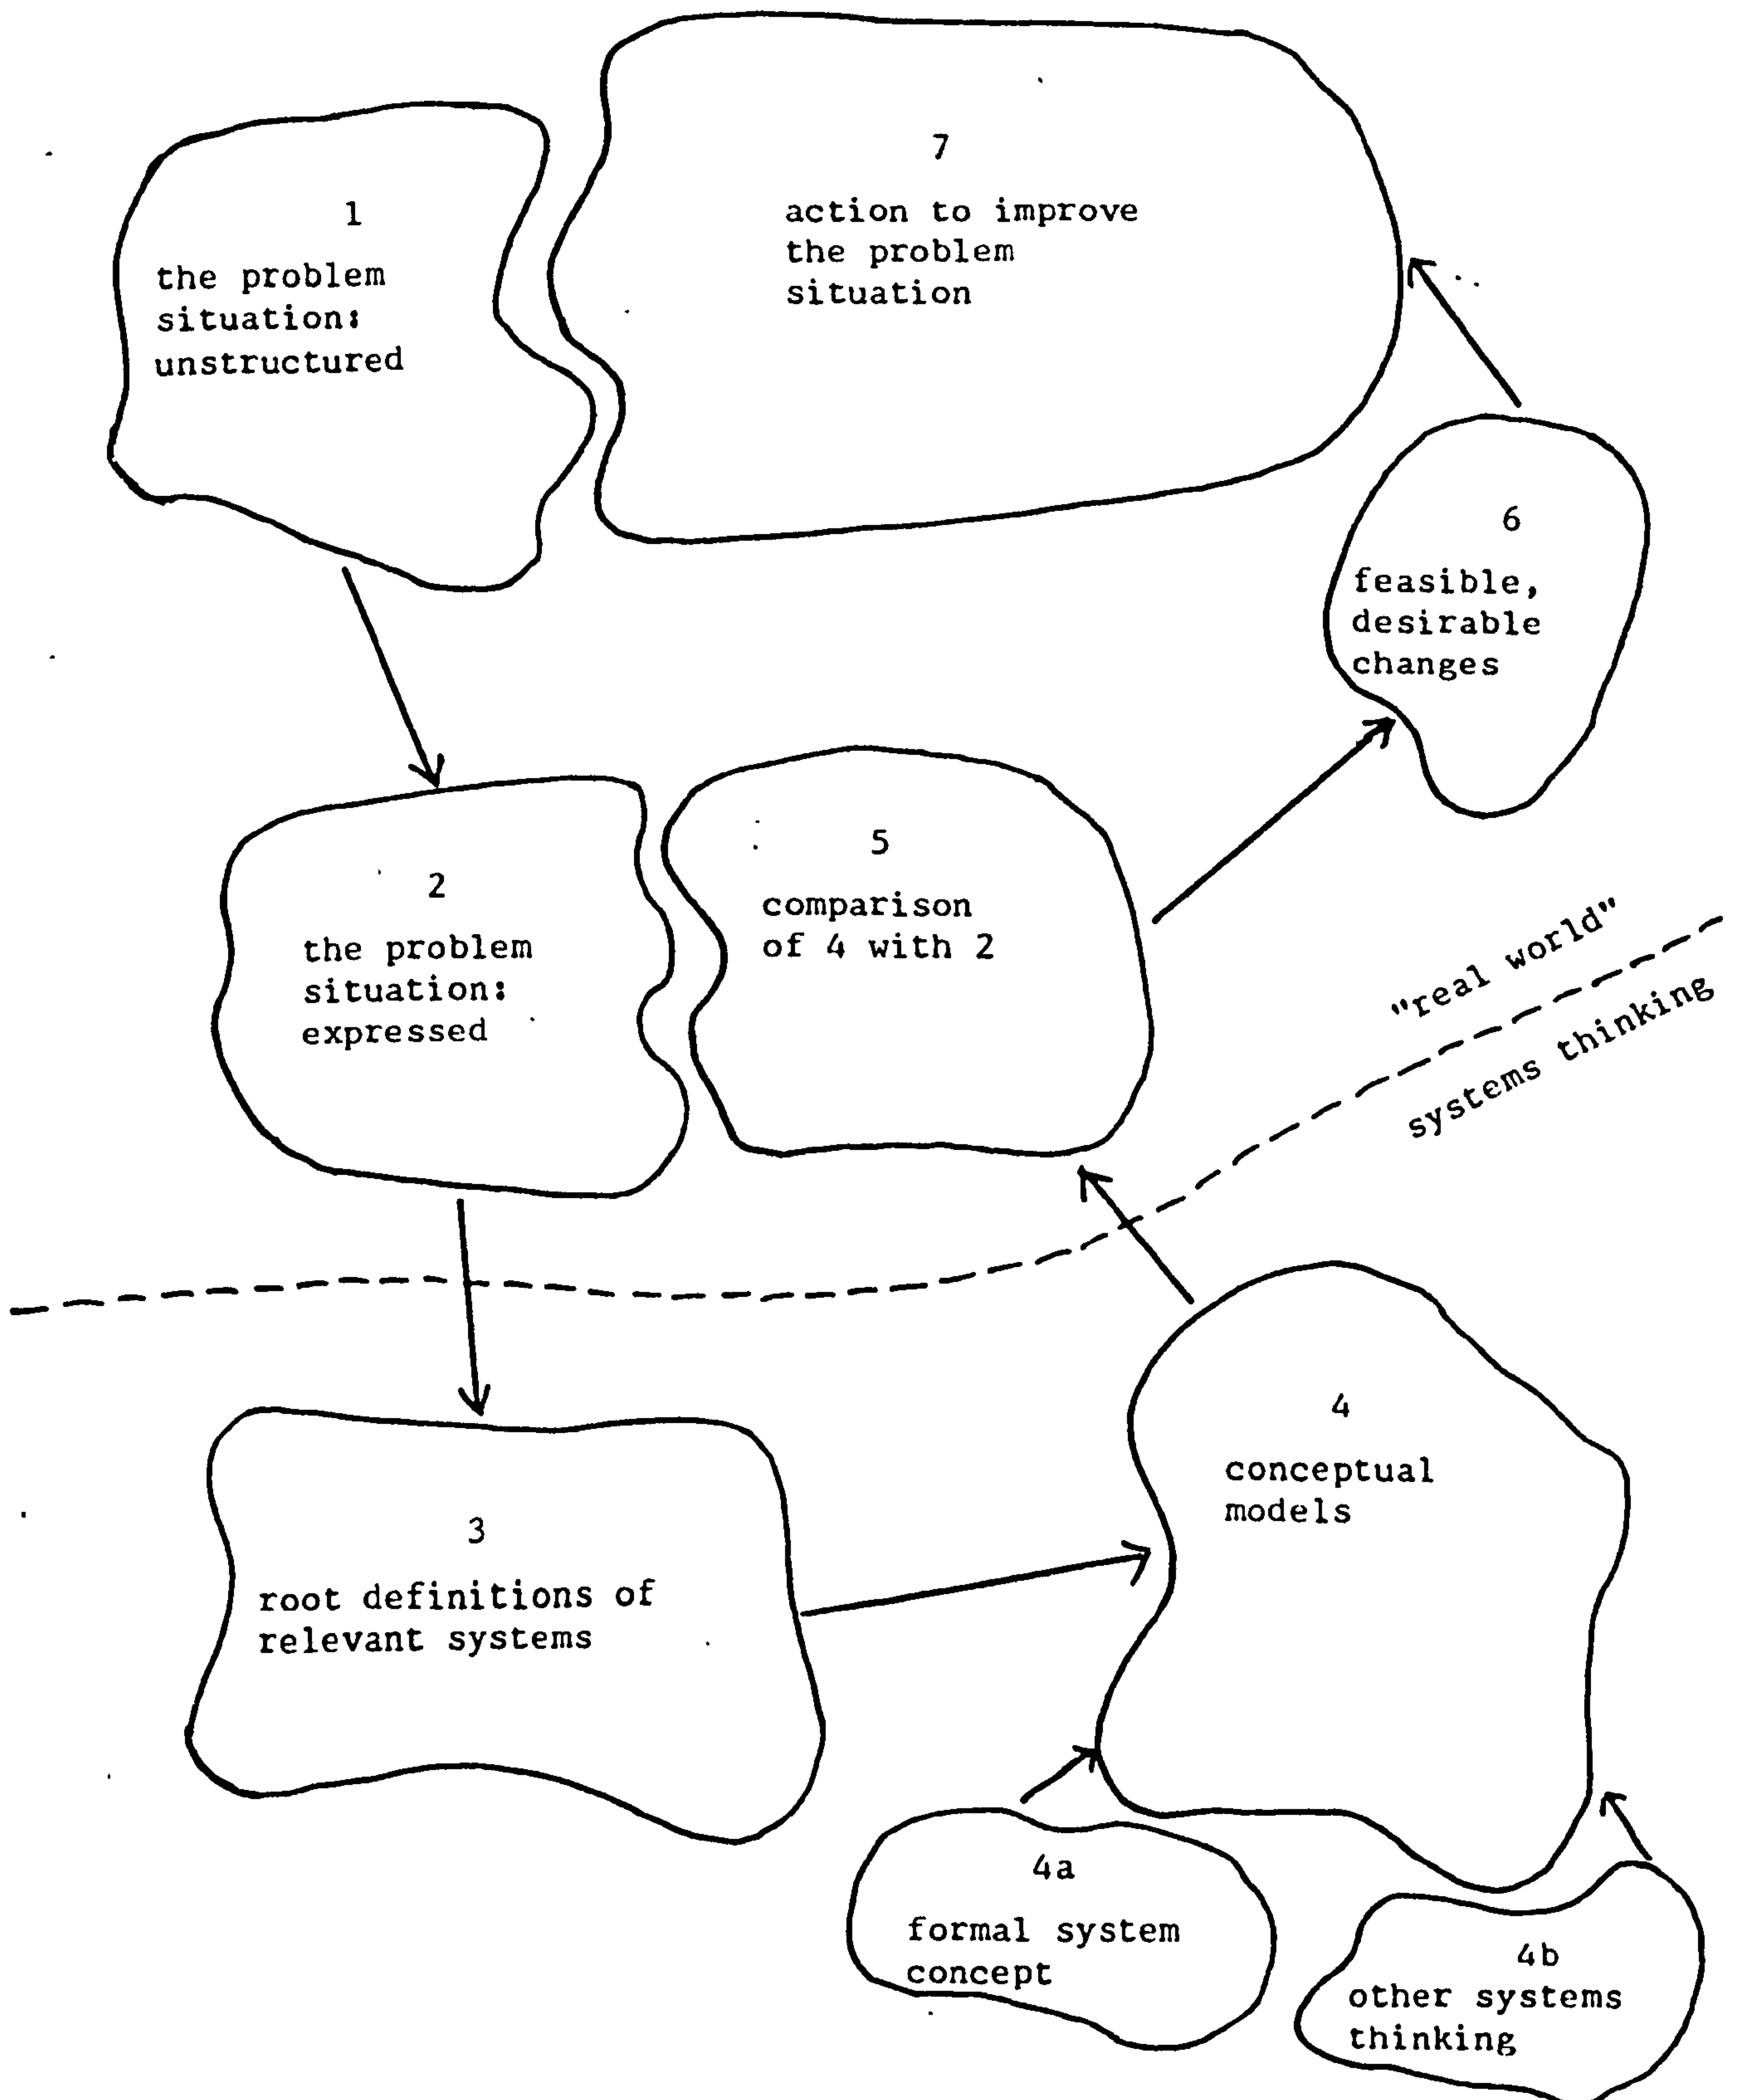 1
the problem
situation:
unstructured
7
action to improve
the problem
situation
6
feasible,
desirable
changes
2
the problem
situation:
expressed
5
comparison
of 4 with 2
"real world"
systems thinking
3
root definitions of
relevant systems
4
conceptual
models
4a
formal system
concept
4b
other systems
thinking